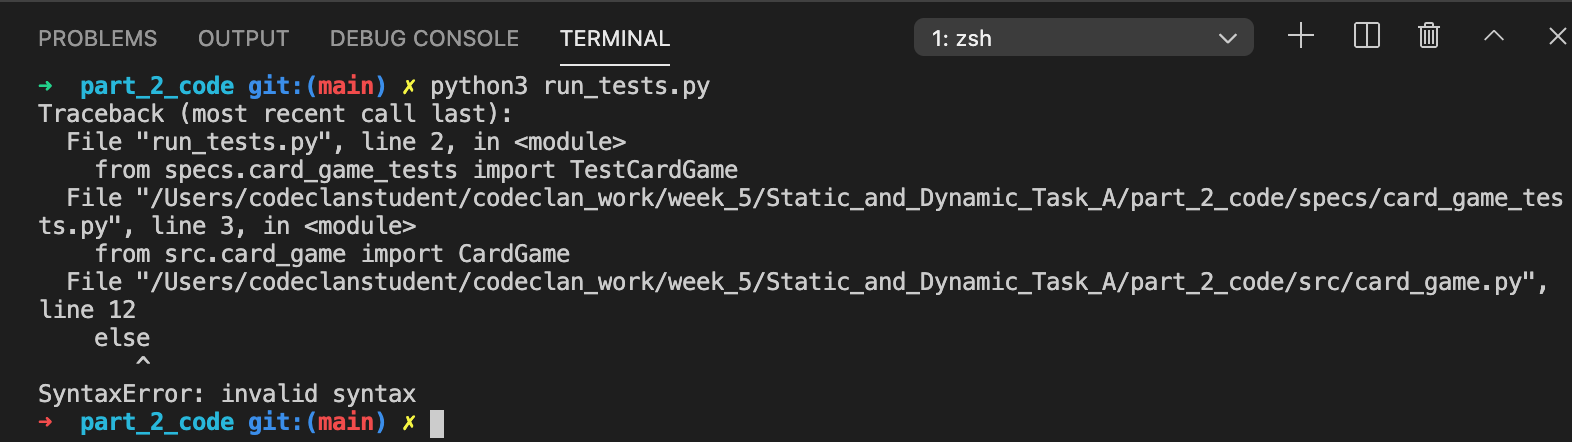 PROBLEMS OUTPUT DEBUG CONSOLE TERMINAL 1: zsh
➜ part_2_code git:(main) ✗ python3 run_tests.py
Traceback (most recent call last):
  File "run_tests.py", line 2, in <module>
    from specs.card_game_tests import TestCardGame
  File "/Users/codeclanstudent/codeclan_work/week_5/Static_and_Dynamic_Task_A/part_2_code/specs/card_game_tes
ts.py", line 3, in <module>
    from src.card_game import CardGame
  File "/Users/codeclanstudent/codeclan_work/week_5/Static_and_Dynamic_Task_A/part_2_code/src/card_game.py",
line 12
    else
       ^
SyntaxError: invalid syntax
➜ part_2_code git:(main) ✗